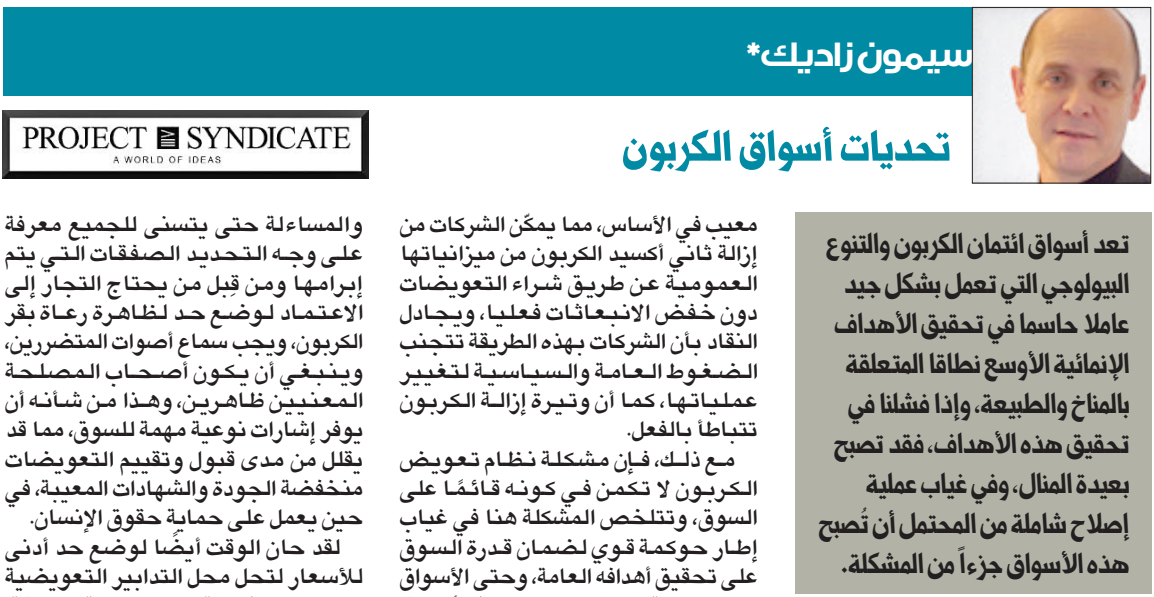 سيمون زاديك*
PROJECT SYNDICATE
A WORLD OF IDEAS
تحديات أسواق الكربون
تعد أسواق ائتمان الكربون والتنوع
البيولوجي التي تعمل بشكل جيد
عاملا حاسما في تحقيق الأهداف
الإنمائية الأوسع نطاقا المتعلقة
بالمناخ والطبيعة، وإذا فشلنا في
تحقيق هذه الأهداف، فقد تصبح
بعيدة المنال، وفي غياب عملية
إصلاح شاملة من المحتمل أن تُصبح
هذه الأسواق جزءاً من المشكلة.
معيب في الأساس، مما يمكّن الشركات من
إزالة ثاني أكسيد الكربون من ميزانياتها
العمومية عن طريق شراء التعويضات
دون خفض الانبعاثات فعليا، ويجادل
النقاد بأن الشركات بهذه الطريقة تتجنب
الضغوط العامة والسياسية لتغيير
عملياتها، كما أن وتيرة إزالة الكربون
تتباطأ بالفعل.
مع ذلك، فإن مشكلة نظام تعويض
الكربون لا تكمن في كونه قائمًا على
السوق، وتتلخص المشكلة هنا في غياب
إطار حوكمة قوي لضمان قدرة السوق
على تحقيق أهدافه العامة، وحتى الأسواق
والمساءلة حتى يتسنى للجميع معرفة
على وجه التحديد الصفقات التي يتم
إبرامها ومن قِبل من يحتاج التجار إلى
الاعتماد لوضع حد لظاهرة رعاة بقر
الكربون، ويجب سماع أصوات المتضررين،
وينبغي أن يكون أصحاب المصلحة
المعنيين ظاهرين، وهذا من شأنه أن
يوفر إشارات نوعية مهمة للسوق، مما قد
يقلل من مدى قبول وتقييم التعويضات
منخفضة الجودة والشهادات المعيبة، في
حين يعمل على حماية حقوق الإنسان.
لقد حان الوقت أيضًا لوضع حد أدنى
للأسعار لتحل محل التدابير التعويضية